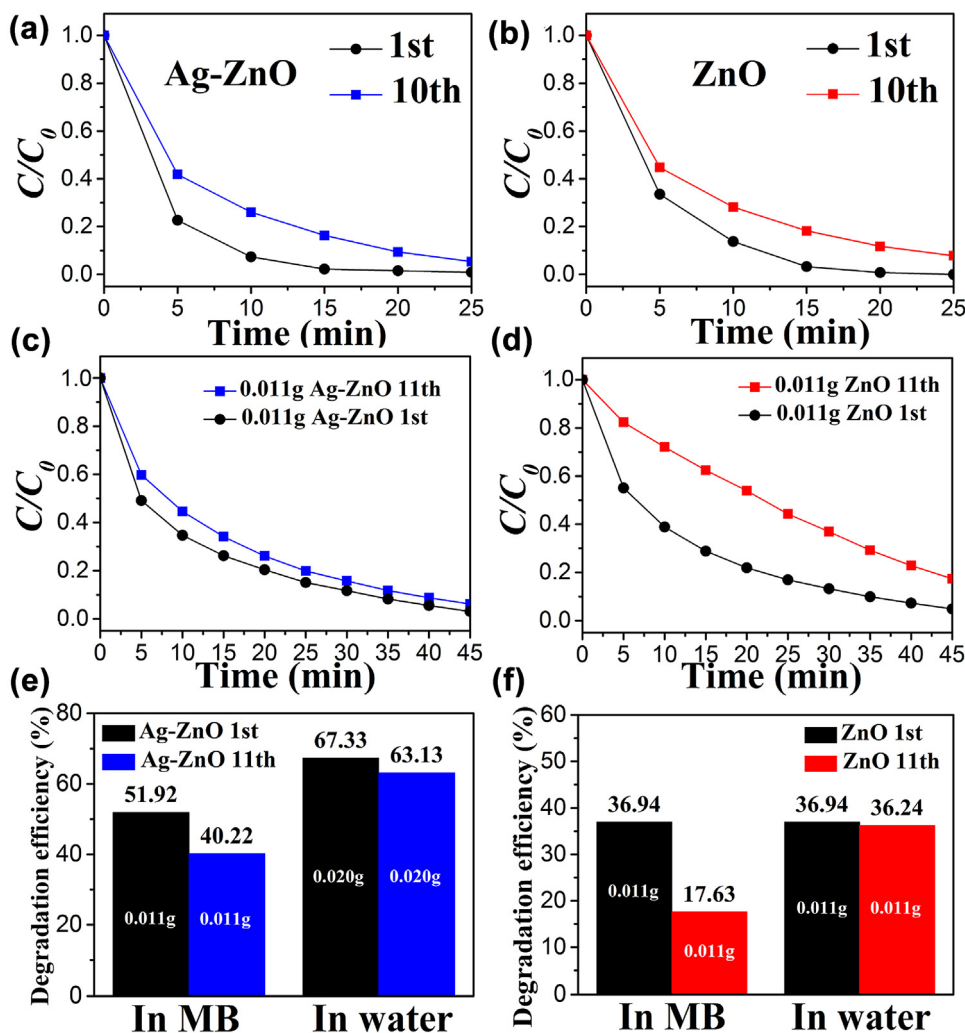 (a)
Ag-ZnO
1st
10th
C/C0
1.0
0.8
0.6
0.4
0.2
0.0
0 5 10 15 20 25
Time (min)
(b)
ZnO
1st
10th
C/C0
1.0
0.8
0.6
0.4
0.2
0.0
0 5 10 15 20 25
Time (min)
(c)
0.011g Ag-ZnO 11th
0.011g Ag-ZnO 1st
C/C0
1.0
0.8
0.6
0.4
0.2
0.0
0 5 10 15 20 25 30 35 40 45
Time (min)
(d)
0.011g ZnO 11th
0.011g ZnO 1st
C/C0
1.0
0.8
0.6
0.4
0.2
0.0
0 5 10 15 20 25 30 35 40 45
Time (min)
(e)
Degradation efficiency (%)
80
60
40
20
0
Ag-ZnO 1st
Ag-ZnO 11th
51.92
40.22
67.33
63.13
0.011g
0.011g
0.020g
0.020g
In MB
In water
(f)
Degradation efficiency (%)
60
50
40
30
20
10
0
ZnO 1st
ZnO 11th
36.94
17.63
36.94
36.24
0.011g
0.011g
0.011g
0.011g
In MB
In water